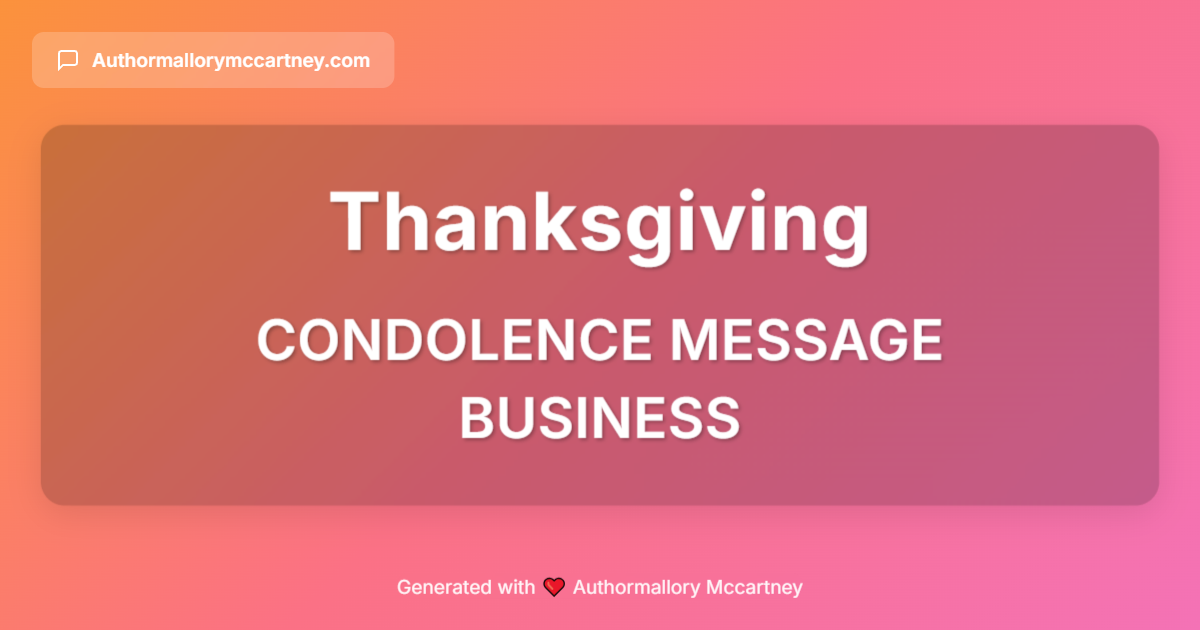 Authormallorymccartney.com
Thanksgiving
CONDOLENCE MESSAGE
BUSINESS
Generated with ❤️ Authormallory Mccartney